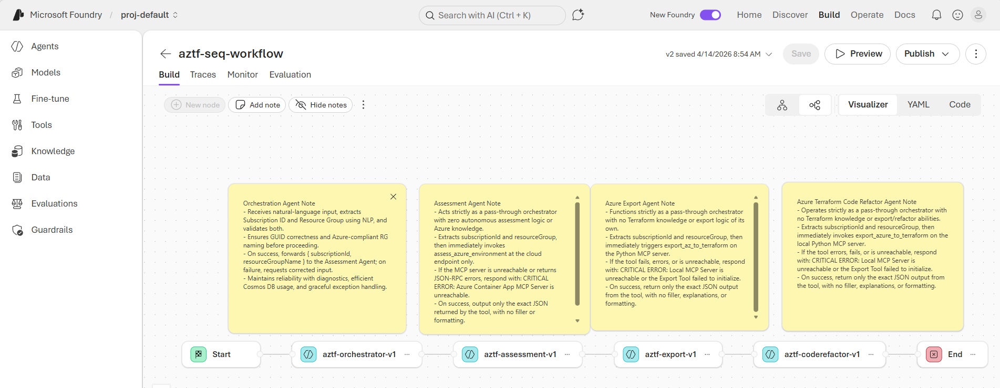 Microsoft Foundry / proj-default
Search with AI (Ctrl + K)
New Foundry
Home
Discover
Build
Operate
Docs
Agents
Models
Fine-tune
Tools
Knowledge
Data
Evaluations
Guardrails
aztf-seq-workflow
v2 saved 4/14/2026 8:54 AM
Save
Preview
Publish
Build
Traces
Monitor
Evaluation
New node
Add note
Hide notes
Visualizer
YAML
Code
Orchestration Agent Note
- Receives natural-language input, extracts
Subscription ID and Resource Group using NLP, and
validates both.
- Ensures GUID correctness and Azure-compliant RG
naming before proceeding.
- On success, forwards { subscriptionId,
resourceGroupName } to the Assessment Agent; on
failure, requests corrected input.
- Maintains reliability with diagnostics, efficient
Cosmos DB usage, and graceful exception handling.
Assessment Agent Note
- Acts strictly as a pass-through orchestrator
with zero autonomous assessment logic or
Azure knowledge.
- Extracts subscriptionId and resourceGroup,
then immediately invokes
assess_azure_environment at the cloud
endpoint only.
- If the MCP server is unreachable or returns
JSON-RPC errors, respond with: CRITICAL
ERROR: Azure Container App MCP Server is
unreachable.
- On success, output only the exact JSON
returned by the tool, with no filler or
formatting.
Azure Export Agent Note
- Functions strictly as a pass-through orchestrator
with no Terraform knowledge or export logic of its
own.
- Extracts subscriptionId and resourceGroup, then
immediately triggers export_az_to_terraform on
the Python MCP server.
- If the tool fails, errors, or is unreachable, respond
with: CRITICAL ERROR: Local MCP Server is
unreachable or the Export Tool failed to initialize.
- On success, return only the exact JSON output
from the tool, with no filler, explanations, or
formatting.
Azure Terraform Code Refactor Agent Note
- Operates strictly as a pass-through orchestrator with
no Terraform knowledge or export/refactor abilities.
- Extracts subscriptionId and resourceGroup, then
immediately invokes export_azure_to_terraform on the
local Python MCP server.
- If the tool errors, fails, or is unreachable, respond
with: CRITICAL ERROR: Local MCP Server is
unreachable or the Export Tool failed to initialize.
- On success, return only the exact JSON output from
the tool, with no filler, explanations, or formatting.
Start
aztf-orchestrator-v1
aztf-assessment-v1
aztf-export-v1
aztf-coderefactor-v1
End